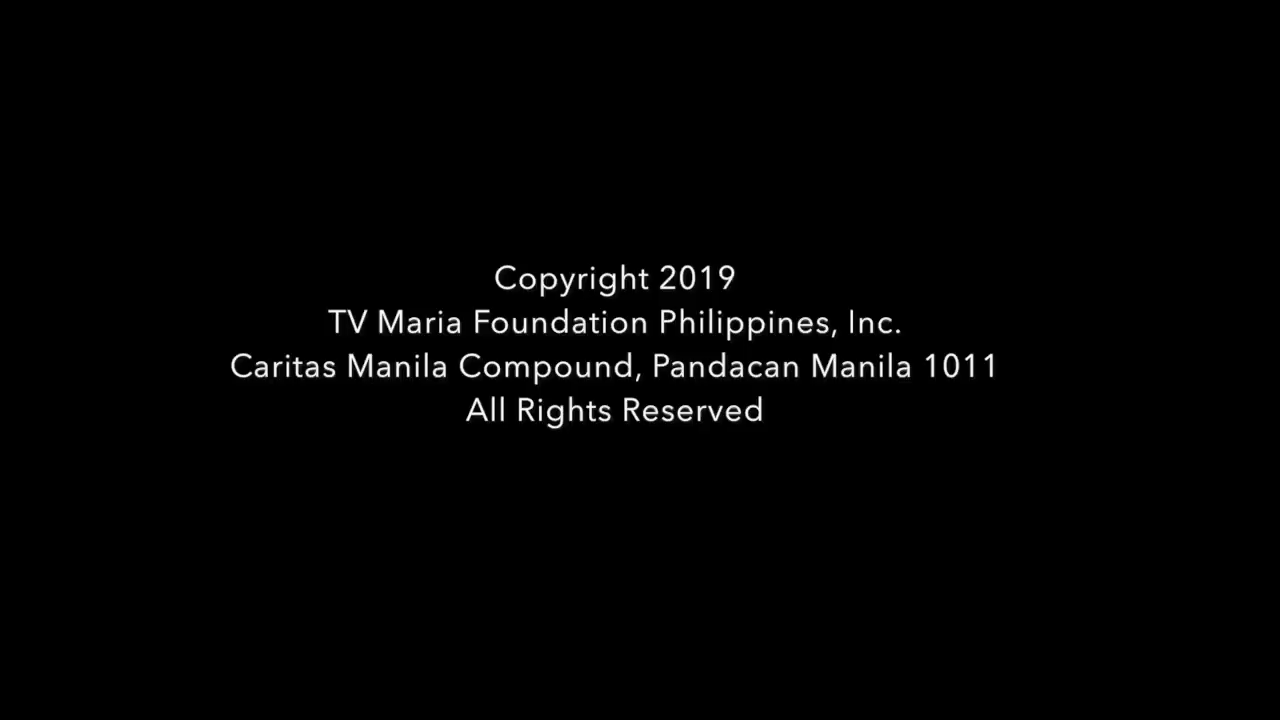 Copyright 2019
TV Maria Foundation Philippines, Inc.
Caritas Manila Compound, Pandacan Manila 1011
All Rights Reserved